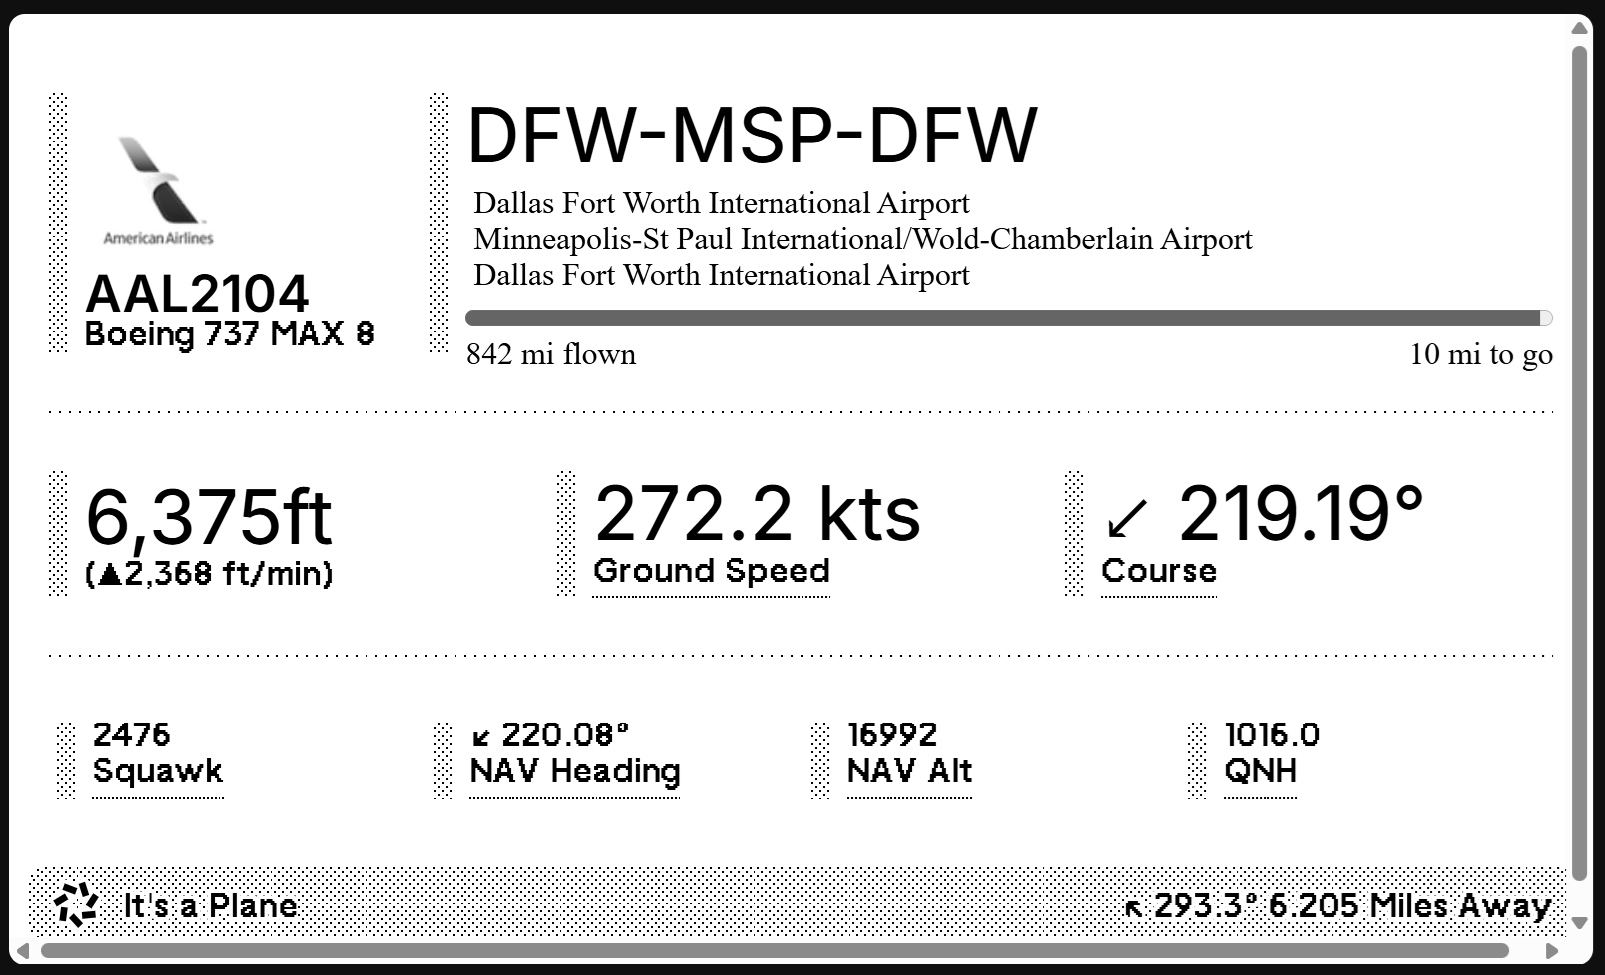 American Airlines
AAL2104
Boeing 737 MAX 8
DFW-MSP-DFW
Dallas Fort Worth International Airport
Minneapolis-St Paul International/Wold-Chamberlain Airport
Dallas Fort Worth International Airport
842 mi flown
10 mi to go
6,375ft
(▲2,368 ft/min)
272.2 kts
Ground Speed
↙ 219.19°
Course
2476
Squawk
↙ 220.08°
NAV Heading
16992
NAV Alt
1016.0
QNH
It's a Plane
↖ 293.3° 6.205 Miles Away